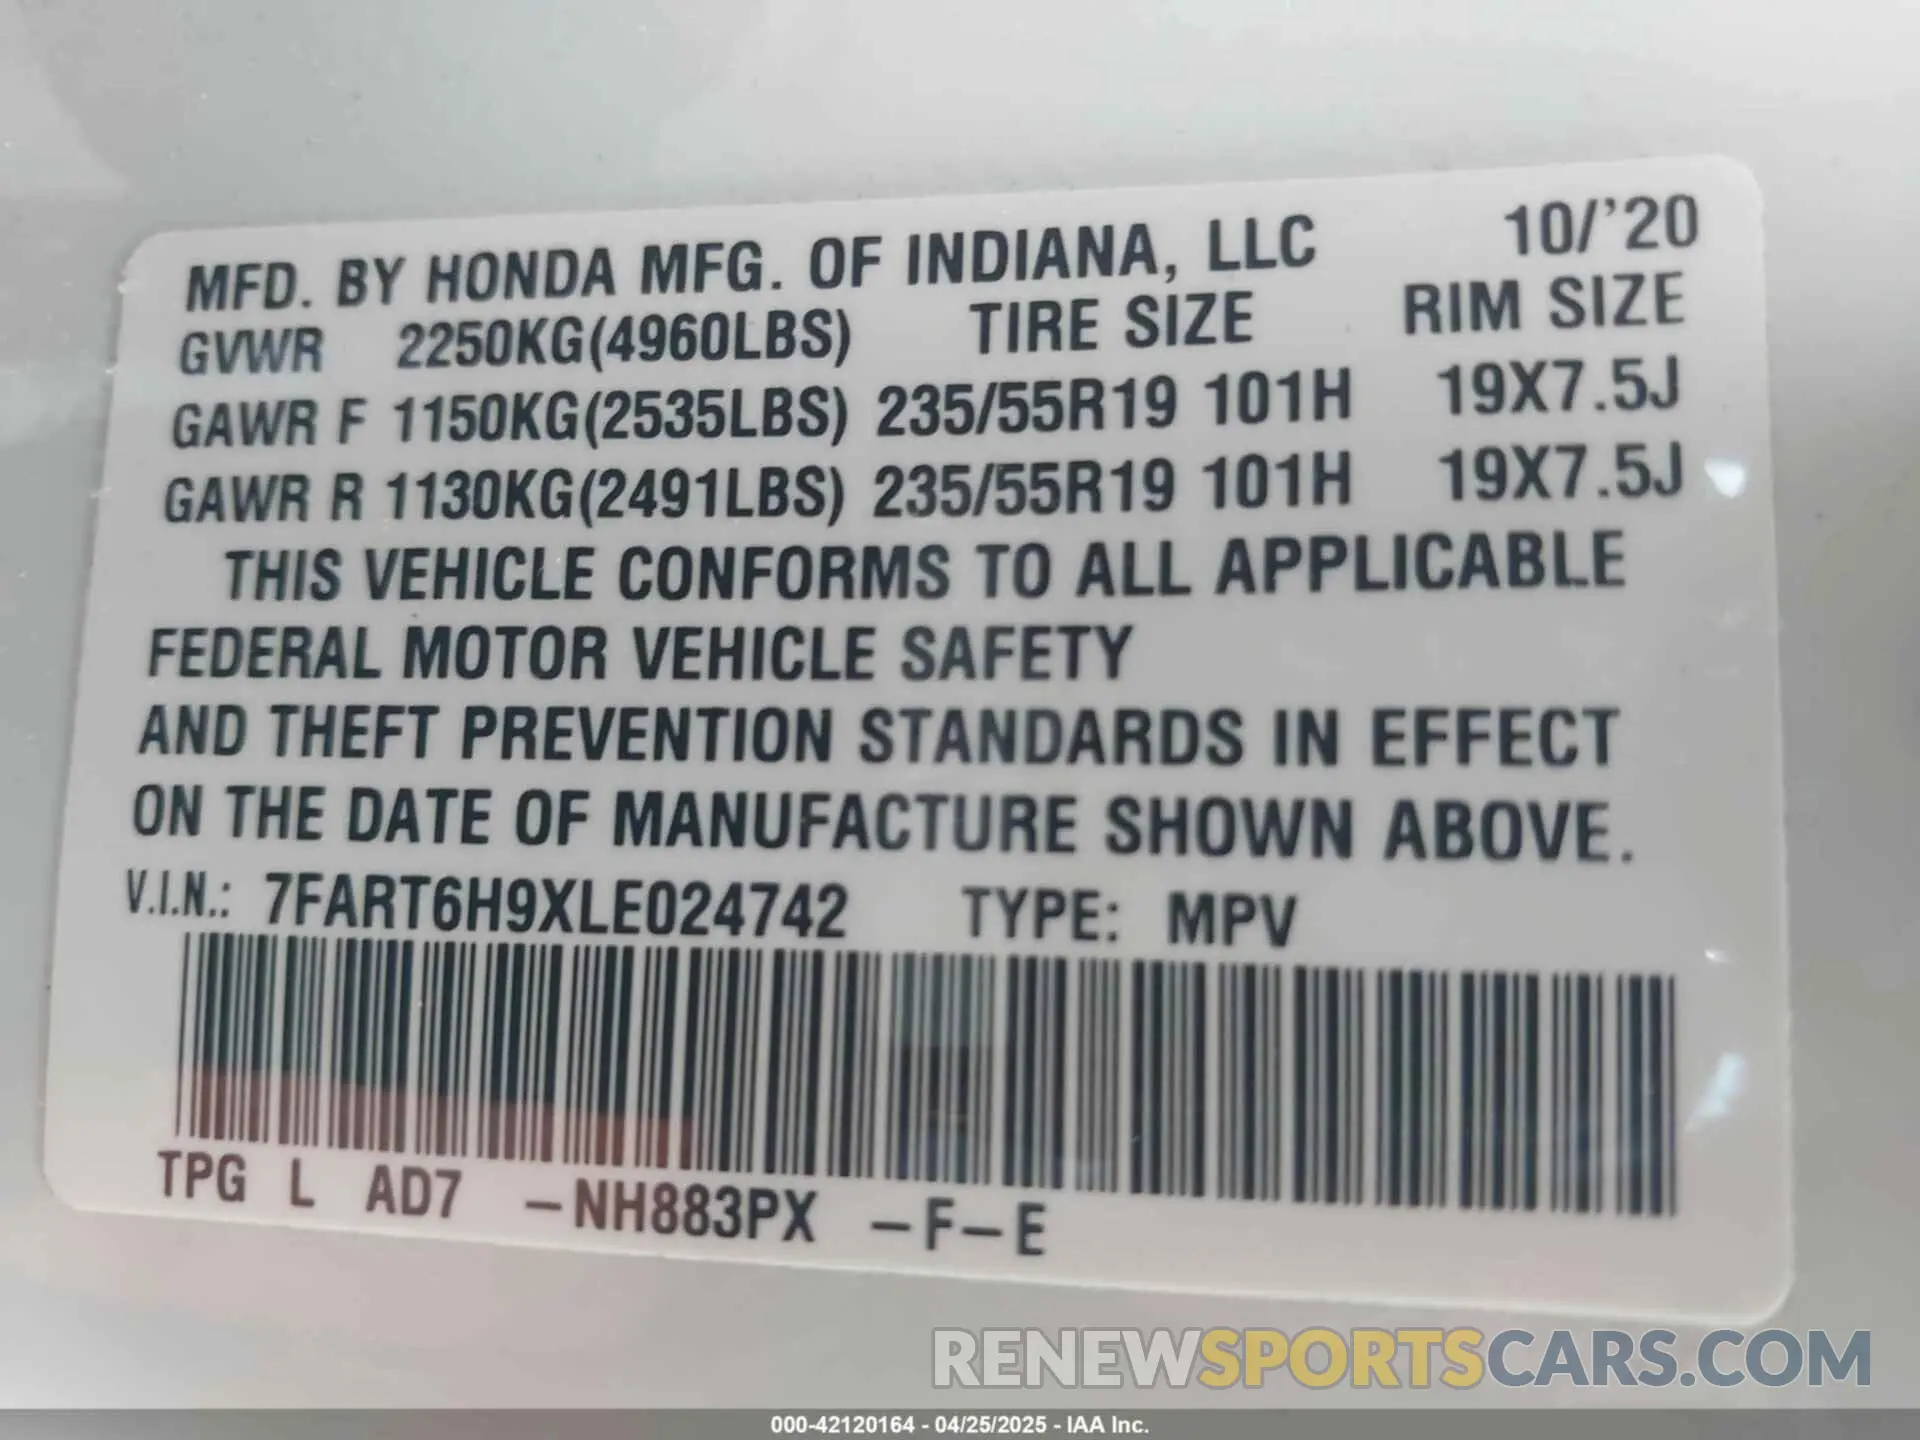 MFD. BY HONDA MFG. OF INDIANA, LLC 10/'20
GVWR 2250KG(4960LBS) TIRE SIZE RIM SIZE
GAWR F 1150KG(2535LBS) 235/55R19 101H 19X7.5J
GAWR R 1130KG(2491LBS) 235/55R19 101H 19X7.5J
THIS VEHICLE CONFORMS TO ALL APPLICABLE
FEDERAL MOTOR VEHICLE SAFETY
AND THEFT PREVENTION STANDARDS IN EFFECT
ON THE DATE OF MANUFACTURE SHOWN ABOVE.
V.I.N.: 7FART6H9XLE024742 TYPE: MPV
TPG L AD7 -NH883PX -F-E
RENEWSPORTSCARS.COM
000-42120164 - 04/25/2025 - IAA Inc.